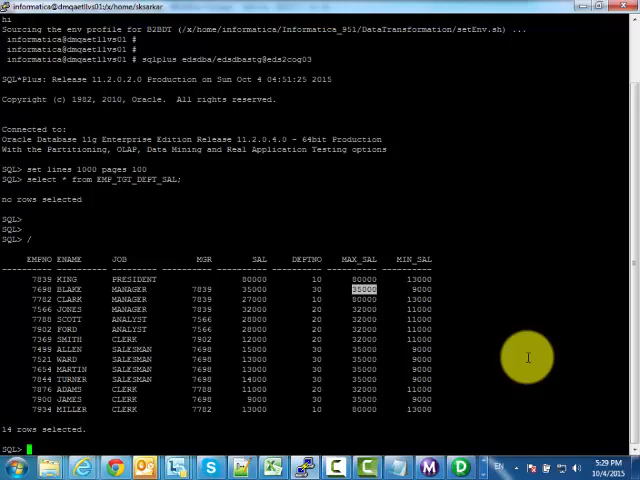 informatica@dmqaetllvs01:/x/home/sksarkar
hi
Sourcing the env profile for B2BDT (/x/home/informatica/Informatica_951/DataTransformation/setEnv.sh) ...
informatica@dmqaetllvs01 #
informatica@dmqaetllvs01 #
informatica@dmqaetllvs01 # sqlplus edsdba/edsdbastg@eds2cog03
SQL*Plus: Release 11.2.0.2.0 Production on Sun Oct 4 04:51:25 2015
Copyright (c) 1982, 2010, Oracle. All rights reserved.
Connected to:
Oracle Database 11g Enterprise Edition Release 11.2.0.4.0 - 64bit Production
With the Partitioning, OLAP, Data Mining and Real Application Testing options
SQL> set lines 1000 pages 100
SQL> select * from EMP_TGT_DEPT_SAL;
no rows selected
SQL>
SQL>
SQL> /
EMPNO ENAME JOB MGR SAL DEPTNO MAX_SAL MIN_SAL
---------- ---------- --------- ---------- ---------- ---------- ---------- ----------
7839 KING PRESIDENT 80000 10 80000 13000
7698 BLAKE MANAGER 7839 35000 30 35000 9000
7782 CLARK MANAGER 7839 27000 10 80000 13000
7566 JONES MANAGER 7839 32000 20 32000 11000
7788 SCOTT ANALYST 7566 28000 20 32000 11000
7902 FORD ANALYST 7566 28000 20 32000 11000
7369 SMITH CLERK 7902 12000 20 32000 11000
7499 ALLEN SALESMAN 7698 15000 30 35000 9000
7521 WARD SALESMAN 7698 13000 30 35000 9000
7654 MARTIN SALESMAN 7698 13000 30 35000 9000
7844 TURNER SALESMAN 7698 14000 30 35000 9000
7876 ADAMS CLERK 7788 11000 20 32000 11000
7900 JAMES CLERK 7698 9000 30 35000 9000
7934 MILLER CLERK 7782 13000 10 80000 13000
14 rows selected.
SQL>
EN
5:29 PM
10/4/2015